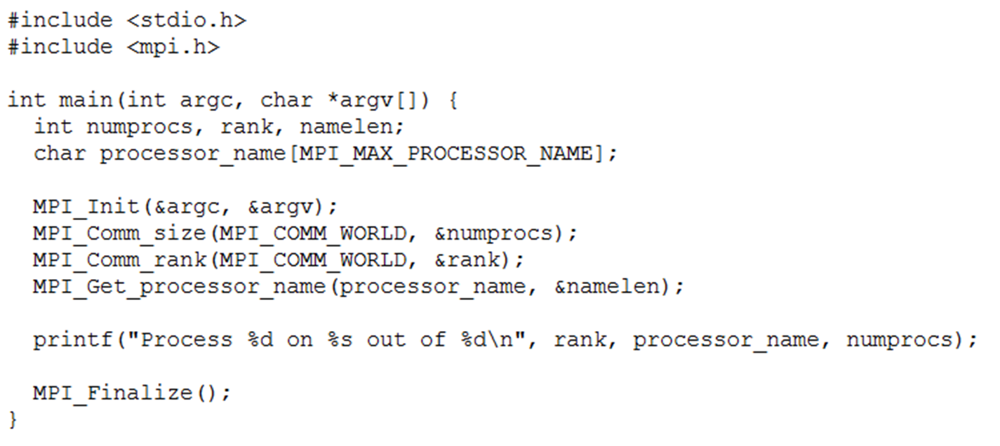 #include <stdio.h>
#include <mpi.h>

int main(int argc, char *argv[]) {
  int numprocs, rank, namelen;
  char processor_name[MPI_MAX_PROCESSOR_NAME];

  MPI_Init(&argc, &argv);
  MPI_Comm_size(MPI_COMM_WORLD, &numprocs);
  MPI_Comm_rank(MPI_COMM_WORLD, &rank);
  MPI_Get_processor_name(processor_name, &namelen);

  printf("Process %d on %s out of %d\n", rank, processor_name, numprocs);

  MPI_Finalize();
}